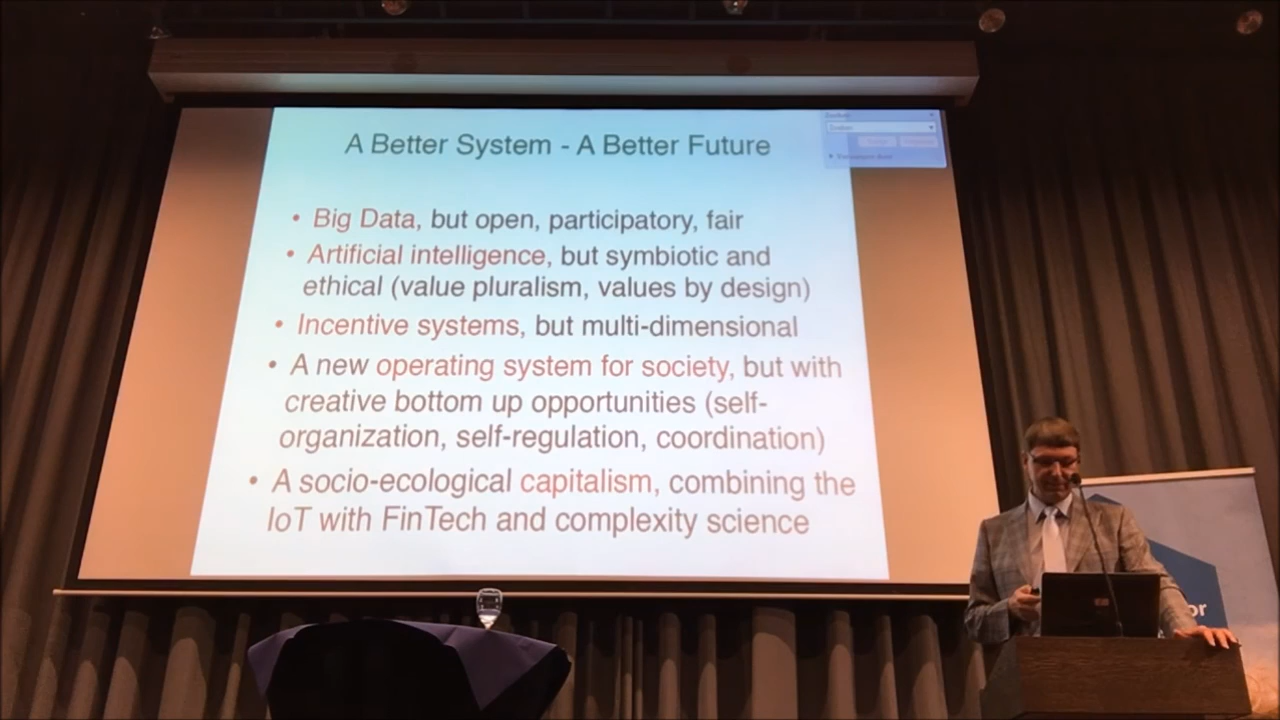 A Better System - A Better Future
• Big Data, but open, participatory, fair
• Artificial intelligence, but symbiotic and
ethical (value pluralism, values by design)
• Incentive systems, but multi-dimensional
• A new operating system for society, but with
creative bottom up opportunities (self-
organization, self-regulation, coordination)
• A socio-ecological capitalism, combining the
IoT with FinTech and complexity science
or